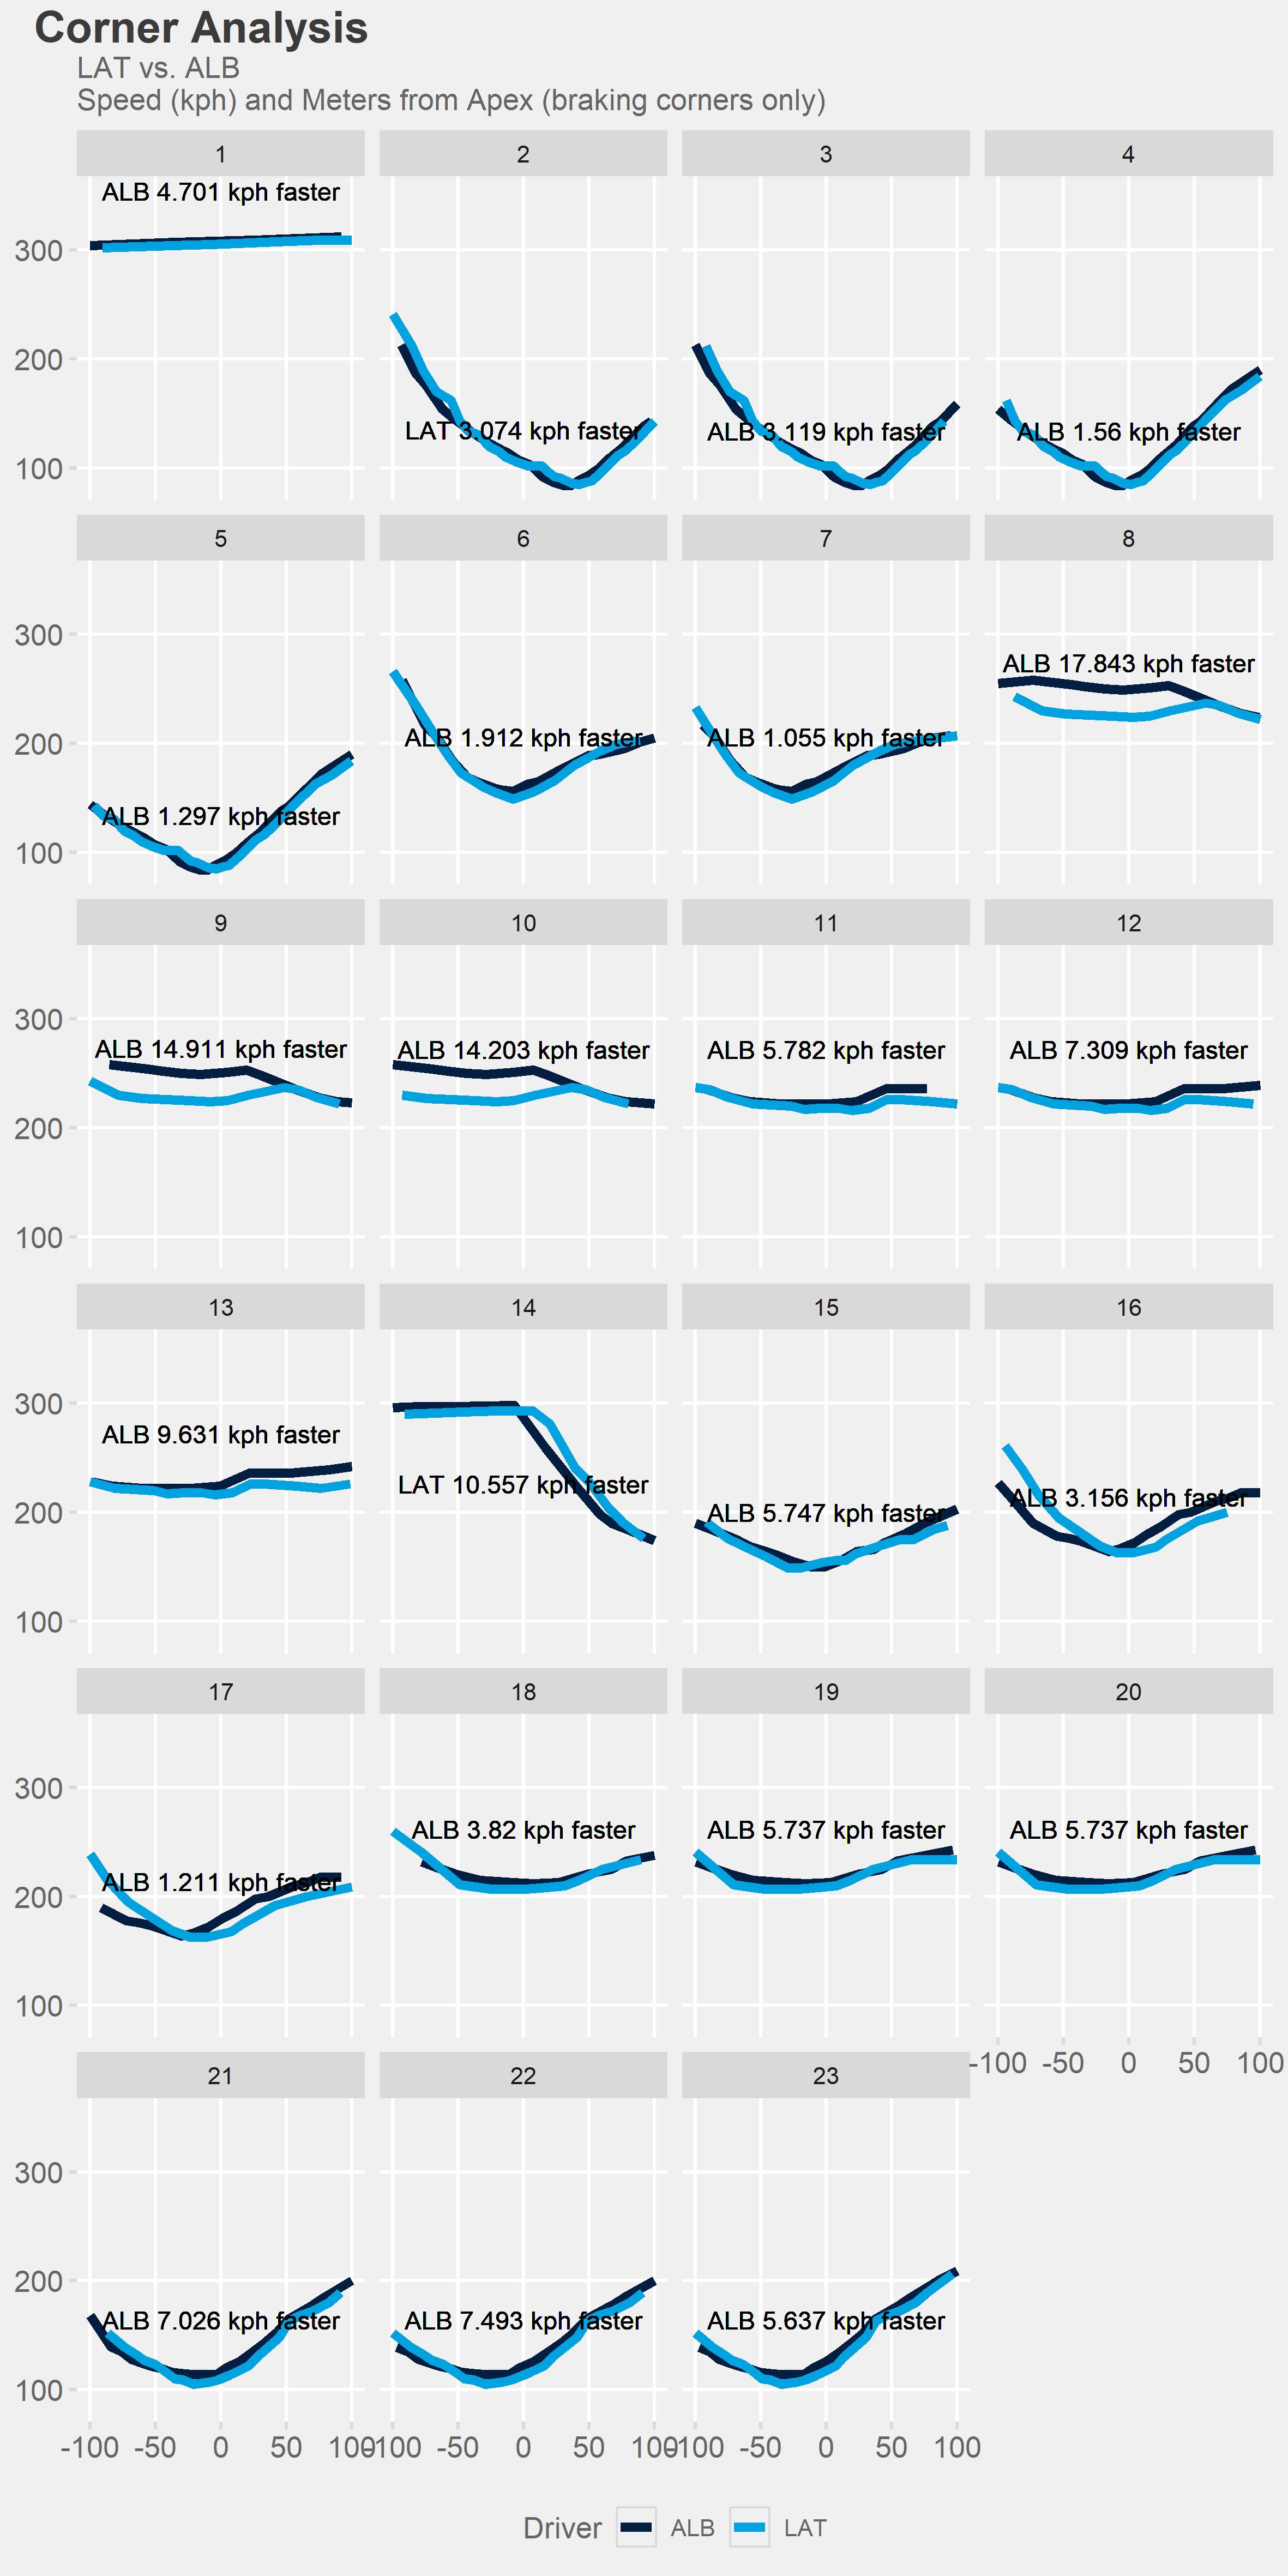 Corner Analysis
LAT vs. ALB
Speed (kph) and Meters from Apex (braking corners only)
1 2 3 4
ALB 4.701 kph faster
LAT 3.074 kph faster
ALB 3.119 kph faster
ALB 1.56 kph faster
300
200
100
5 6 7 8
ALB 1.297 kph faster
ALB 1.912 kph faster
ALB 1.055 kph faster
ALB 17.843 kph faster
300
200
100
9 10 11 12
ALB 14.911 kph faster
ALB 14.203 kph faster
ALB 5.782 kph faster
ALB 7.309 kph faster
300
200
100
13 14 15 16
ALB 9.631 kph faster
LAT 10.557 kph faster
ALB 5.747 kph faster
ALB 3.156 kph faster
300
200
100
17 18 19 20
ALB 1.211 kph faster
ALB 3.82 kph faster
ALB 5.737 kph faster
ALB 5.737 kph faster
300
200
100
-100 -50 0 50 100
21 22 23
ALB 7.026 kph faster
ALB 7.493 kph faster
ALB 5.637 kph faster
300
200
100
-100 -50 0 50 100
-100 -50 0 50 100
-100 -50 0 50 100
Driver ALB LAT